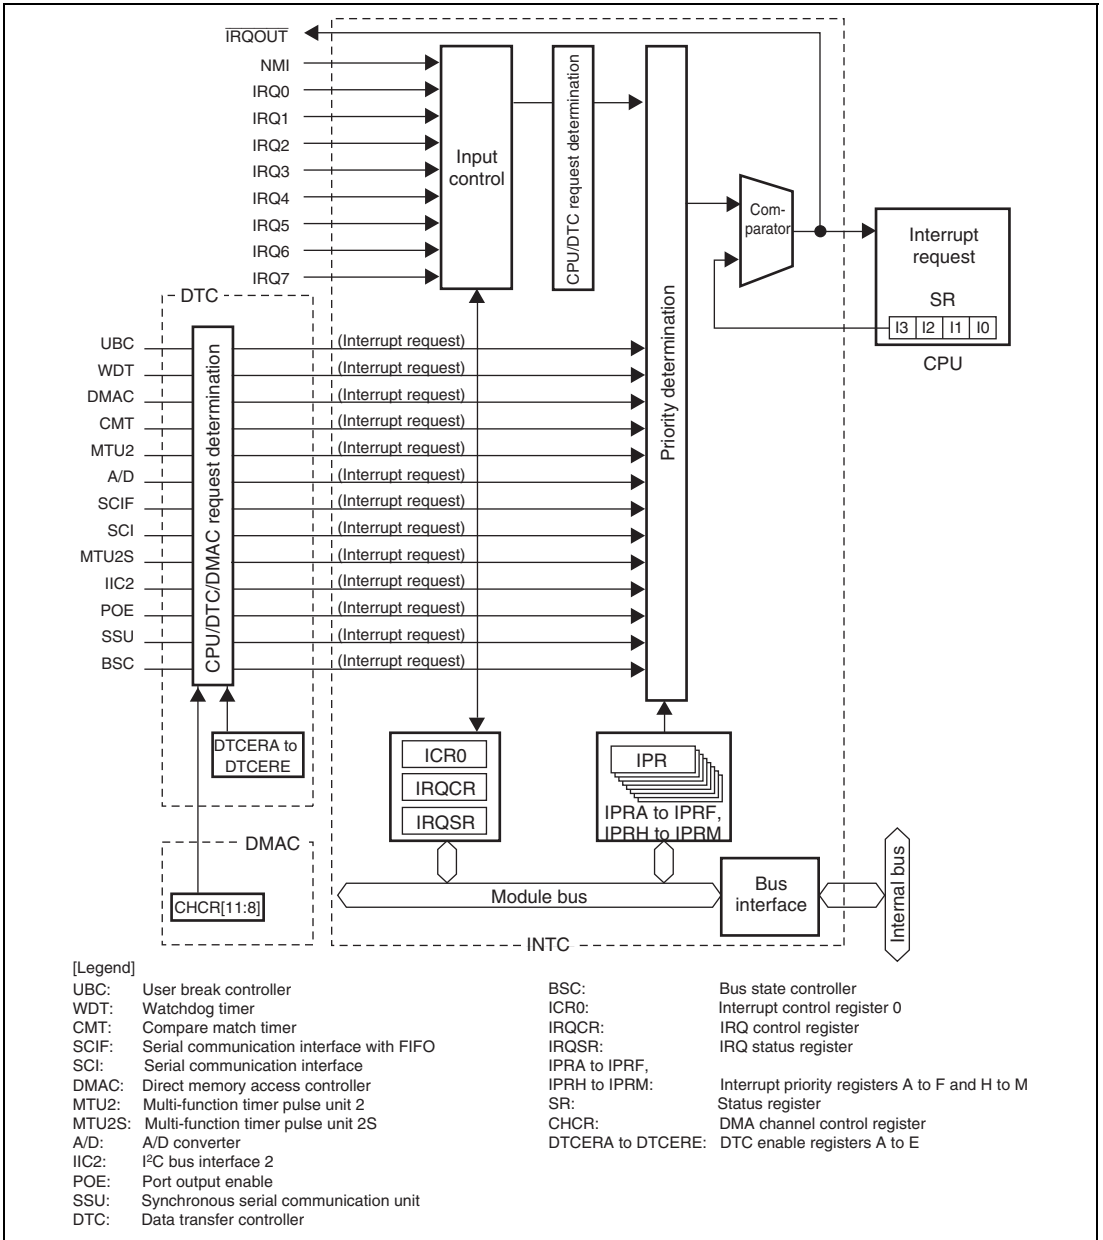 IRQOUT
NMI
IRQ0
IRQ1
IRQ2
IRQ3
IRQ4
IRQ5
IRQ6
IRQ7
Input
control
CPU/DTC request determination
Priority determination
Com-
parator
Interrupt
request
SR
I3 I2 I1 I0
CPU
DTC
CPU/DTC/DMAC request determination
UBC (Interrupt request)
WDT (Interrupt request)
DMAC (Interrupt request)
CMT (Interrupt request)
MTU2 (Interrupt request)
A/D (Interrupt request)
SCIF (Interrupt request)
SCI (Interrupt request)
MTU2S (Interrupt request)
IIC2 (Interrupt request)
POE (Interrupt request)
SSU (Interrupt request)
BSC (Interrupt request)
DTCERA to
DTCERE
ICR0
IRQCR
IRQSR
IPR
IPRA to IPRF,
IPRH to IPRM
DMAC
CHCR[11:8]
Module bus
Bus
interface
Internal bus
INTC
[Legend]
UBC: User break controller
WDT: Watchdog timer
CMT: Compare match timer
SCIF: Serial communication interface with FIFO
SCI: Serial communication interface
DMAC: Direct memory access controller
MTU2: Multi-function timer pulse unit 2
MTU2S: Multi-function timer pulse unit 2S
A/D: A/D converter
IIC2: I²C bus interface 2
POE: Port output enable
SSU: Synchronous serial communication unit
DTC: Data transfer controller
BSC: Bus state controller
ICR0: Interrupt control register 0
IRQCR: IRQ control register
IRQSR: IRQ status register
IPRA to IPRF,
IPRH to IPRM: Interrupt priority registers A to F and H to M
SR: Status register
CHCR: DMA channel control register
DTCERA to DTCERE: DTC enable registers A to E